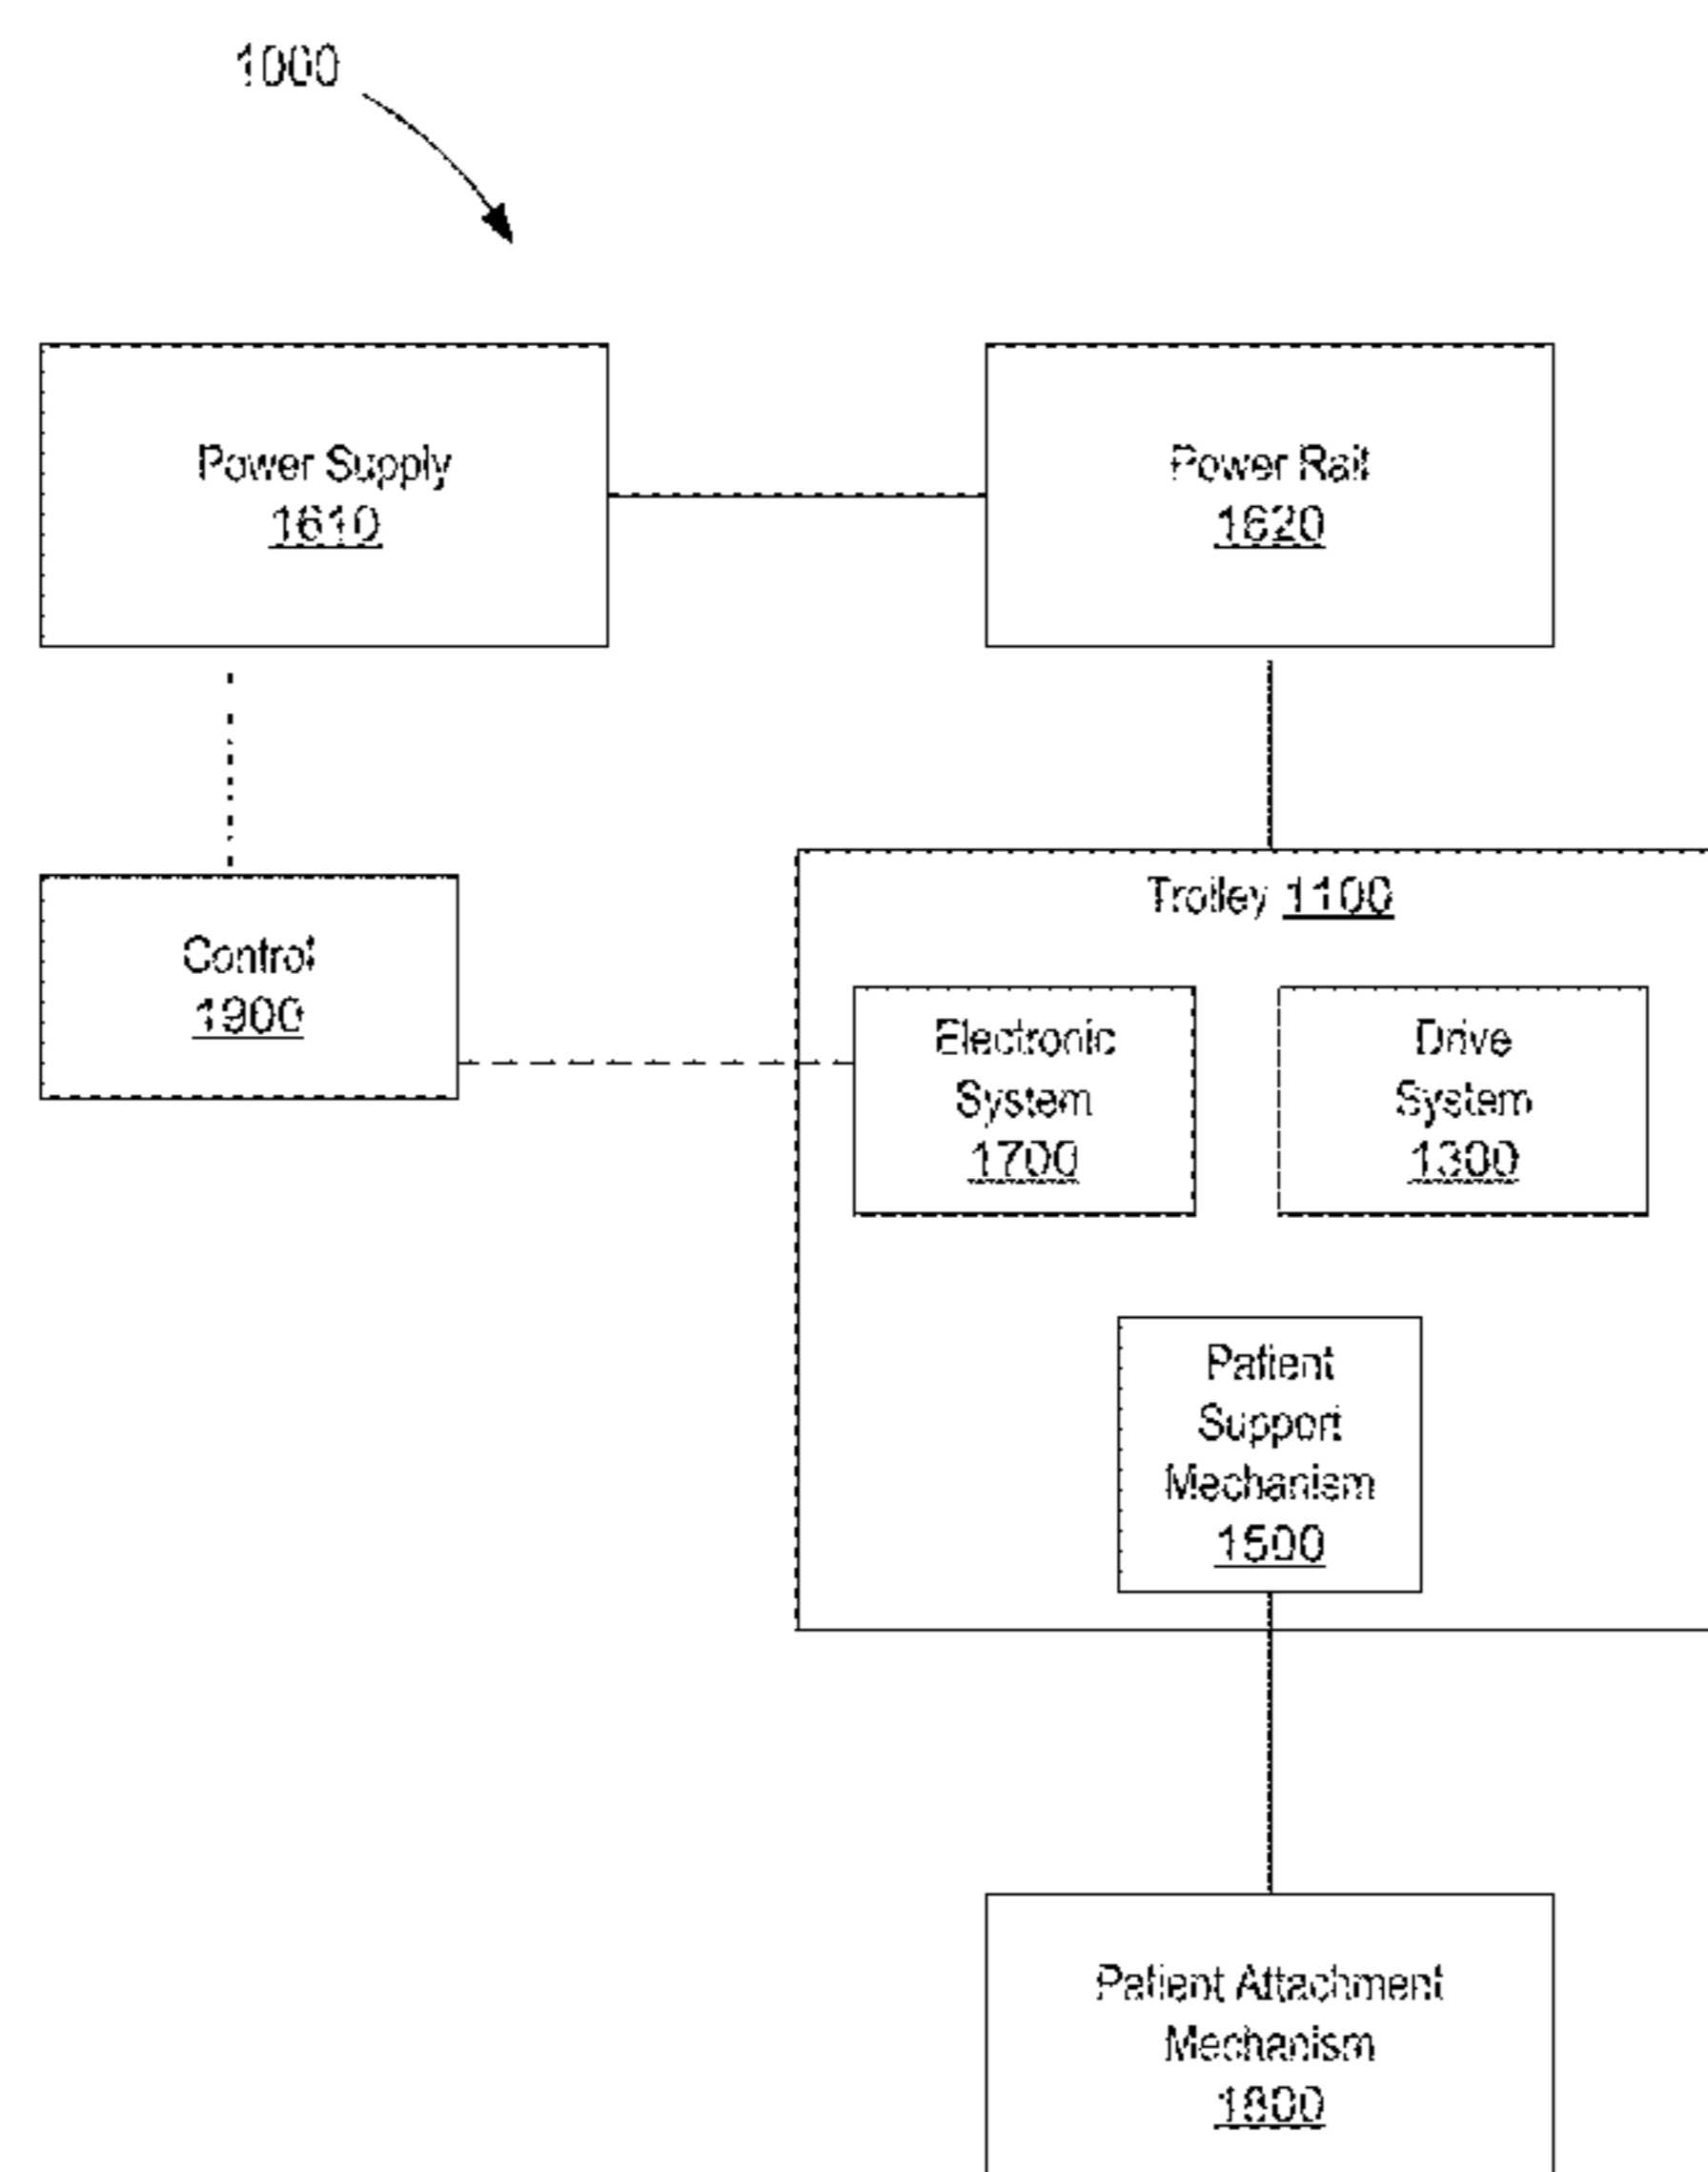 1000
Power Supply
1610
Power Rail
1620
Control
1900
Trolley 1100
Electronic
System
1700
Drive
System
1300
Patient
Support
Mechanism
1500
Patient Attachment
Mechanism
1800